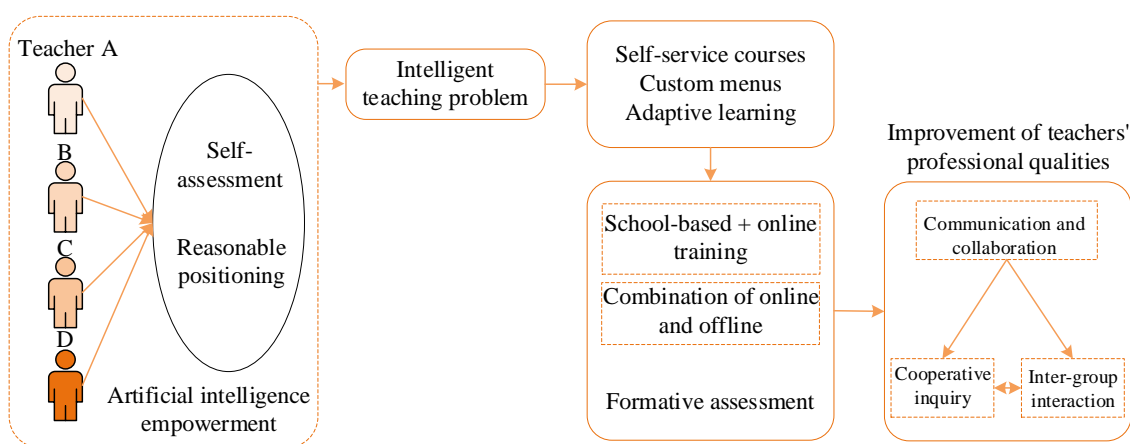 Teacher A
B
C
D
Self-
assessment
Reasonable
positioning
Artificial intelligence
empowerment
Intelligent
teaching problem
Self-service courses
Custom menus
Adaptive learning
School-based + online
training
Combination of online
and offline
Formative assessment
Improvement of teachers'
professional qualities
Communication and
collaboration
Cooperative
inquiry
Inter-group
interaction